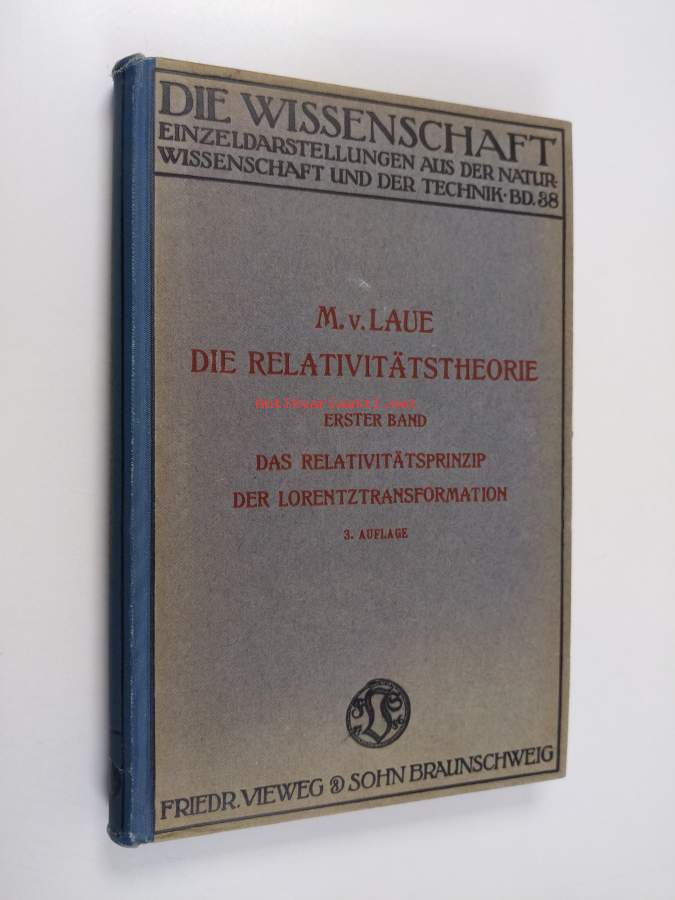 DIE WISSENSCHAFT
EINZELDARSTELLUNGEN AUS DER NATUR-
WISSENSCHAFT UND DER TECHNIK · BD. 38
M. v. LAUE
DIE RELATIVITÄTSTHEORIE
ERSTER BAND
DAS RELATIVITÄTSPRINZIP
DER LORENTZTRANSFORMATION
3. AUFLAGE
FRIEDR. VIEWEG & SOHN BRAUNSCHWEIG